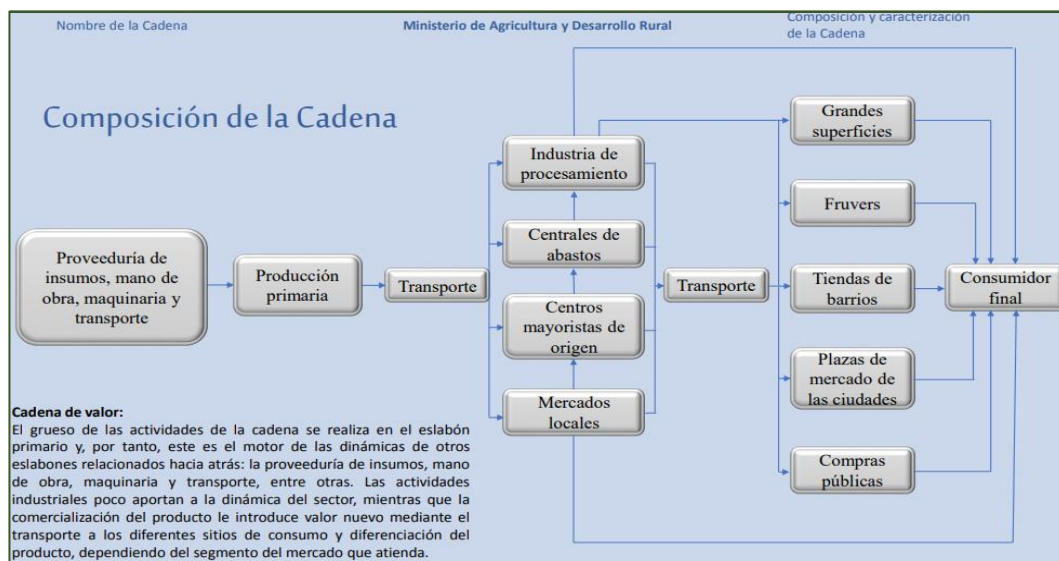 Nombre de la Cadena
Ministerio de Agricultura y Desarrollo Rural
Composición y caracterización
de la Cadena
Composición de la Cadena
Proveeduría de
insumos, mano de
obra, maquinaria y
transporte
Producción
primaria
Transporte
Industria de
procesamiento
Centrales de
abastos
Centros
mayoristas de
origen
Mercados
locales
Transporte
Grandes
superficies
Fruvers
Tiendas de
barrios
Plazas de
mercado de
las ciudades
Compras
públicas
Consumidor
final
Cadena de valor:
El grueso de las actividades de la cadena se realiza en el eslabón
primario y, por tanto, este es el motor de las dinámicas de otros
eslabones relacionados hacia atrás: la proveeduría de insumos, mano
de obra, maquinaria y transporte, entre otras. Las actividades
industriales poco aportan a la dinámica del sector, mientras que la
comercialización del producto le introduce valor nuevo mediante el
transporte a los diferentes sitios de consumo y diferenciación del
producto, dependiendo del segmento del mercado que atienda.